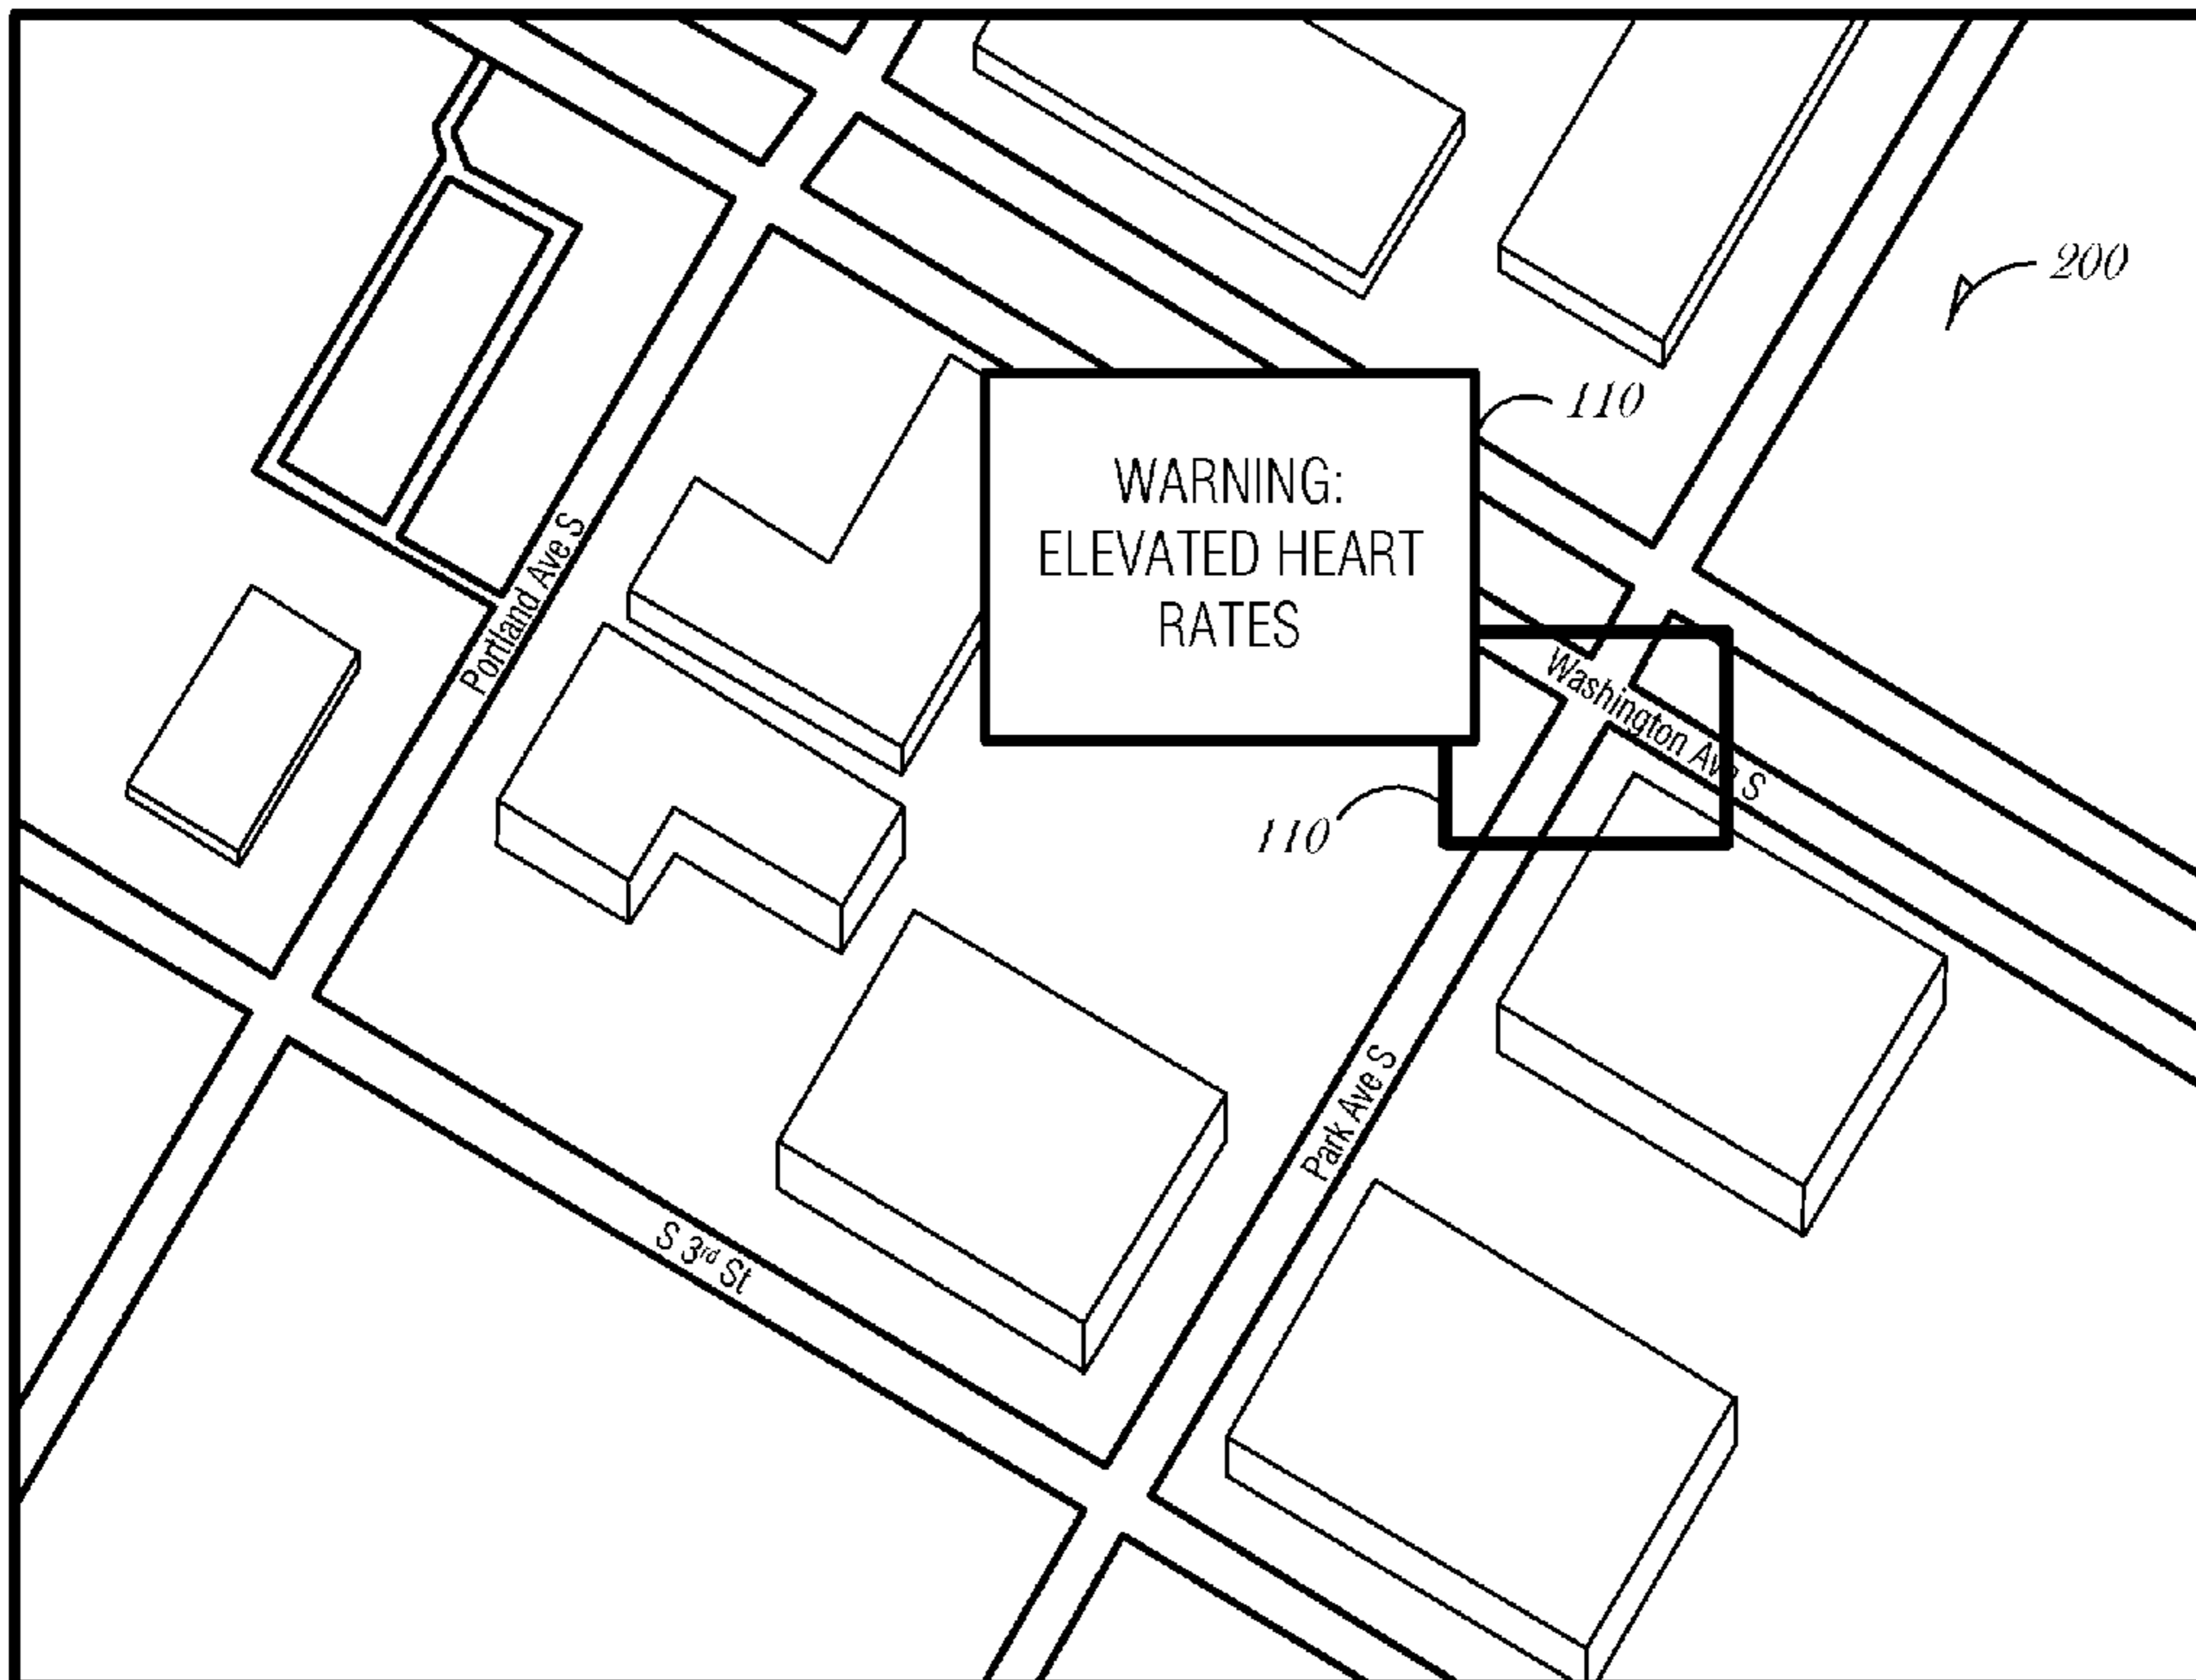 200
110
WARNING:
ELEVATED HEART
RATES
Portland Ave S
Washington Ave S
110
Park Ave S
S 3rd St